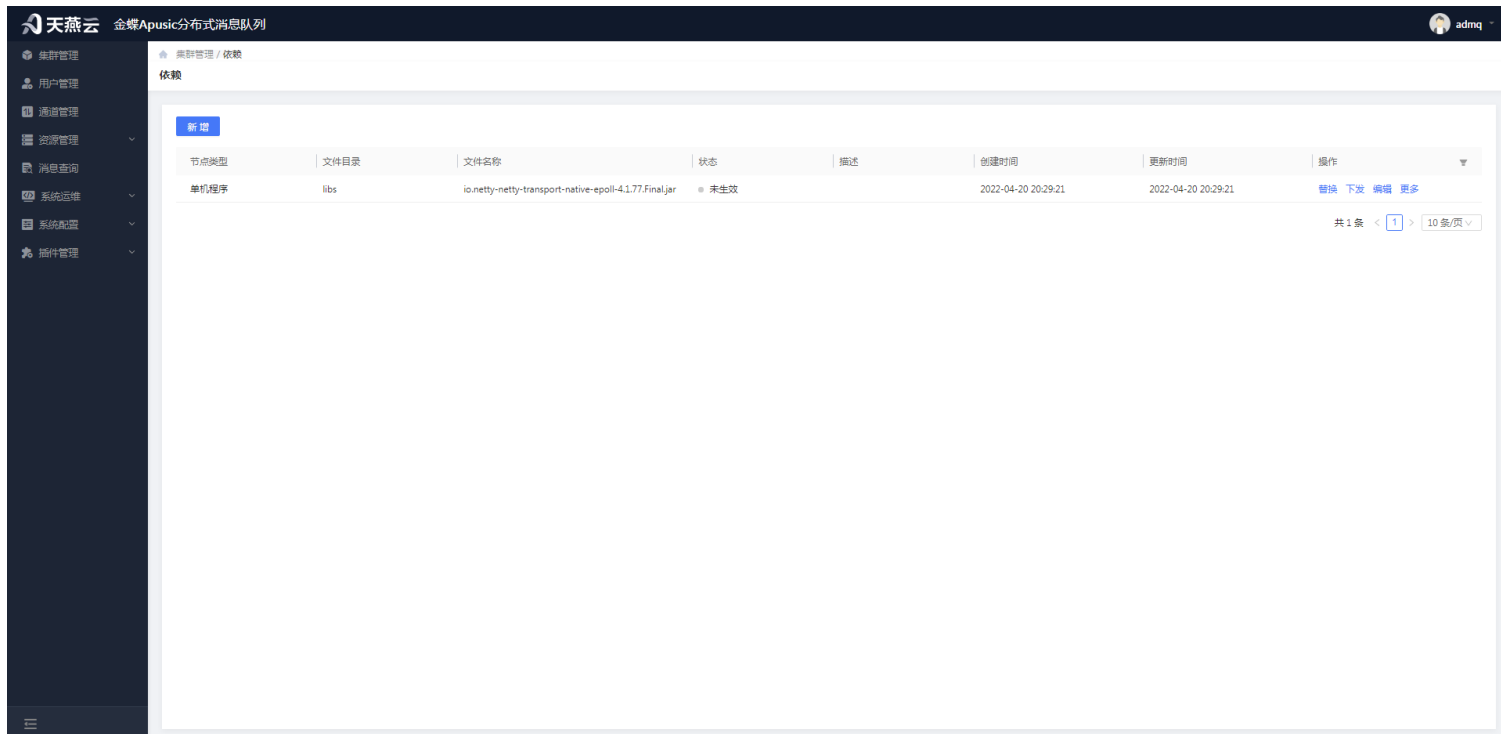 天燕云 金蝶Apusic分布式消息队列 admq
集群管理
用户管理
通道管理
资源管理
消息查询
系统运维
系统配置
插件管理
集群管理 / 依赖
依赖
新 增
节点类型 文件目录 文件名称 状态 描述 创建时间 更新时间 操作
单机程序 libs io.netty-netty-transport-native-epoll-4.1.77.Final.jar 未生效 2022-04-20 20:29:21 2022-04-20 20:29:21 替换 下发 编辑 更多
共 1 条 < 1 > 10 条/页